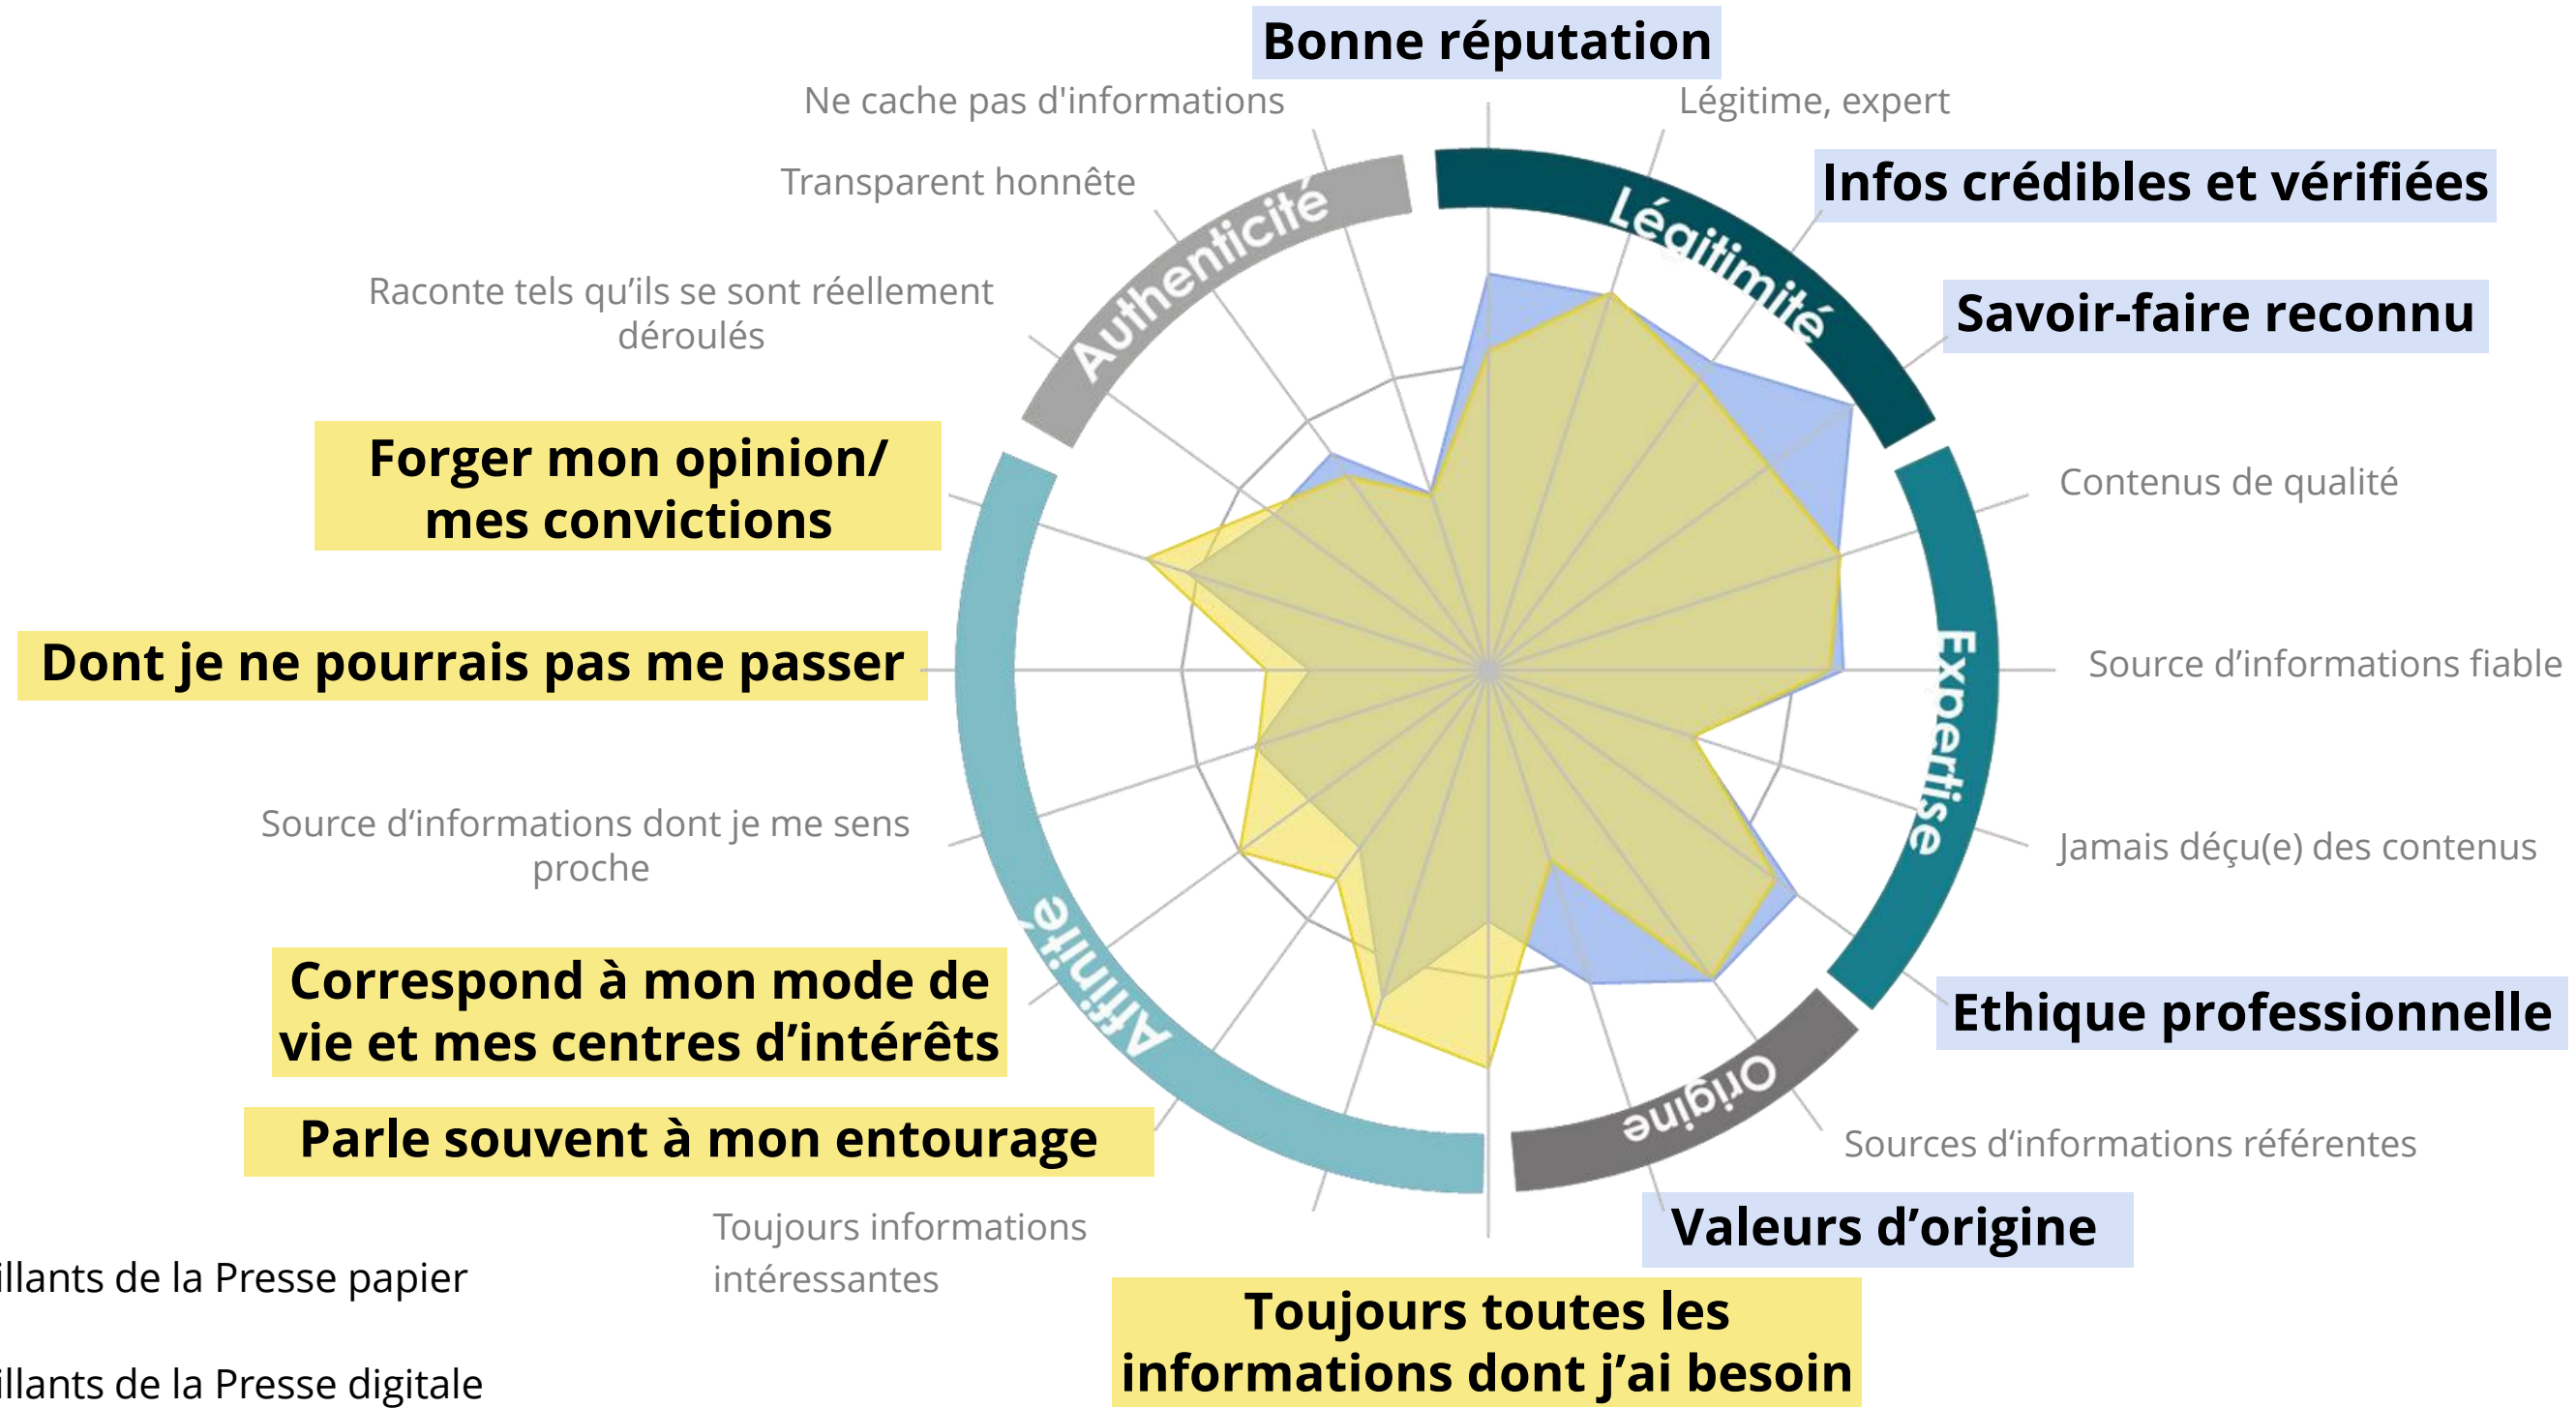 Bonne réputation
Ne cache pas d'informations
Légitime, expert
Transparent honnête
Infos crédibles et vérifiées
Raconte tels qu’ils se sont réellement
déroulés
Savoir-faire reconnu
Authenticité
Légitimité
Forger mon opinion/
mes convictions
Contenus de qualité
Dont je ne pourrais pas me passer
Source d’informations fiable
Expertise
Source d‘informations dont je me sens
proche
Jamais déçu(e) des contenus
Affinité
Correspond à mon mode de
vie et mes centres d’intérêts
Ethique professionnelle
Origine
Parle souvent à mon entourage
Sources d‘informations référentes
Toujours informations
intéressantes
Valeurs d’origine
illants de la Presse papier
Toujours toutes les
informations dont j’ai besoin
illants de la Presse digitale